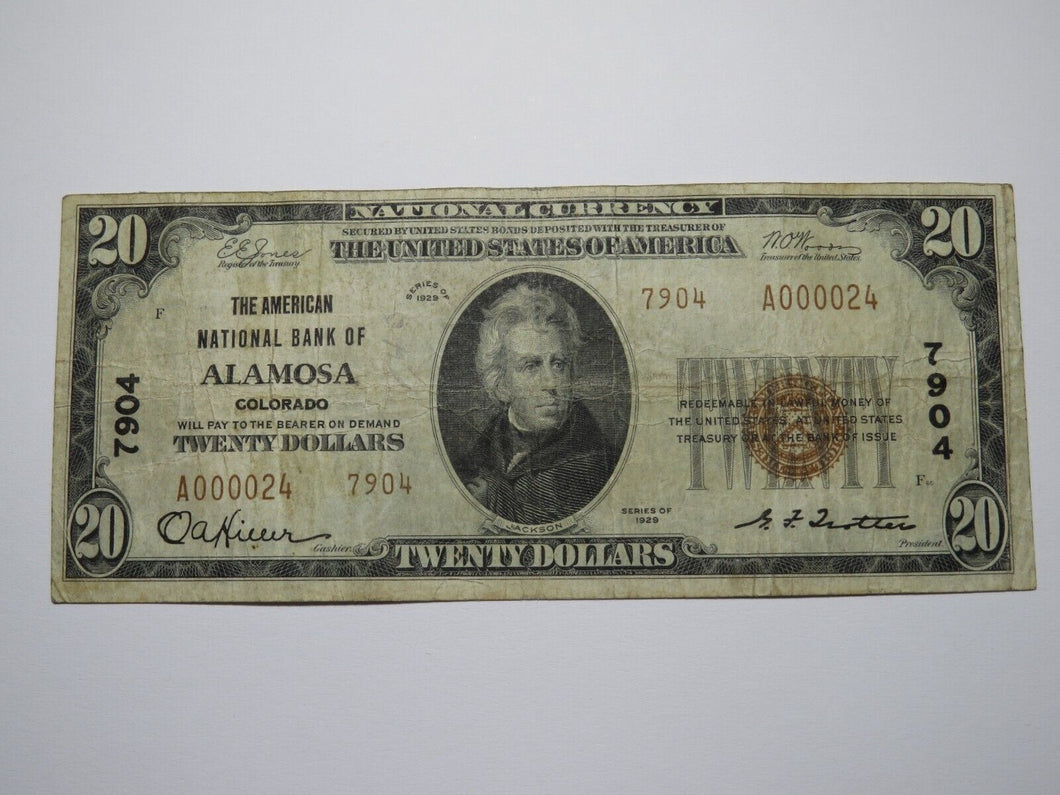 NATIONAL CURRENCY
SECURED BY UNITED STATES BONDS DEPOSITED WITH THE TREASURER OF
THE UNITED STATES OF AMERICA
20
20
E.E. Jones
Register of the Treasury
W.O. Woods
Treasurer of the United States
SERIES OF
1929
7904 A000024
F
THE AMERICAN
NATIONAL BANK OF
ALAMOSA
COLORADO
WILL PAY TO THE BEARER ON DEMAND
TWENTY DOLLARS
7904
A000024 7904
TWENTY
REDEEMABLE IN LAWFUL MONEY OF
THE UNITED STATES AT UNITED STATES
TREASURY OR AT THE BANK OF ISSUE
7904
F
JACKSON
SERIES OF
1929
Cashier
G. F. Trotter
President
20
TWENTY DOLLARS
20